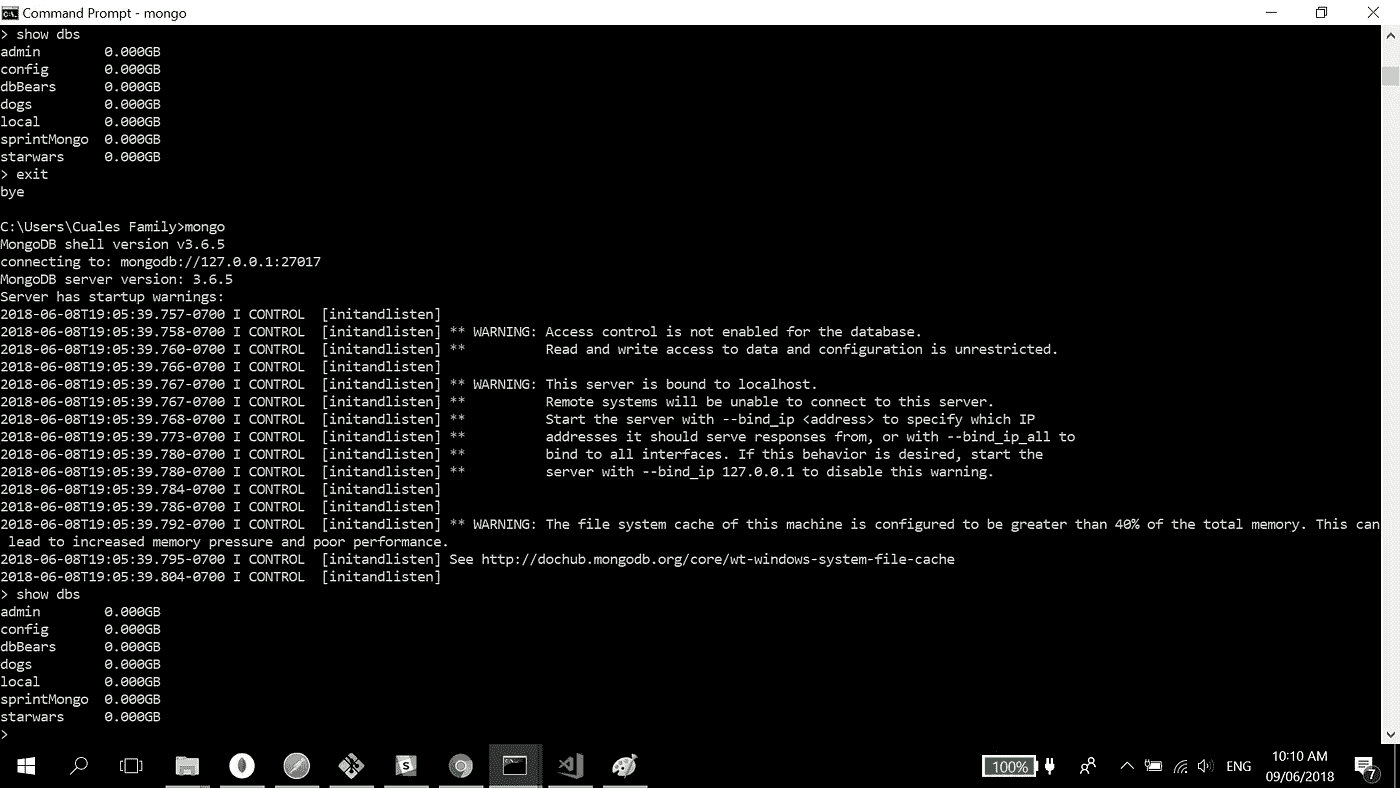 Command Prompt - mongo
> show dbs
admin        0.000GB
config       0.000GB
dbBears      0.000GB
dogs         0.000GB
local        0.000GB
sprintMongo  0.000GB
starwars     0.000GB
> exit
bye
C:\Users\Cuales Family>mongo
MongoDB shell version v3.6.5
connecting to: mongodb://127.0.0.1:27017
MongoDB server version: 3.6.5
Server has startup warnings:
2018-06-08T19:05:39.757-0700 I CONTROL  [initandlisten]
2018-06-08T19:05:39.758-0700 I CONTROL  [initandlisten] ** WARNING: Access control is not enabled for the database.
2018-06-08T19:05:39.760-0700 I CONTROL  [initandlisten] **          Read and write access to data and configuration is unrestricted.
2018-06-08T19:05:39.766-0700 I CONTROL  [initandlisten]
2018-06-08T19:05:39.767-0700 I CONTROL  [initandlisten] ** WARNING: This server is bound to localhost.
2018-06-08T19:05:39.767-0700 I CONTROL  [initandlisten] **          Remote systems will be unable to connect to this server.
2018-06-08T19:05:39.768-0700 I CONTROL  [initandlisten] **          Start the server with --bind_ip <address> to specify which IP
2018-06-08T19:05:39.773-0700 I CONTROL  [initandlisten] **          addresses it should serve responses from, or with --bind_ip_all to
2018-06-08T19:05:39.780-0700 I CONTROL  [initandlisten] **          bind to all interfaces. If this behavior is desired, start the
2018-06-08T19:05:39.780-0700 I CONTROL  [initandlisten] **          server with --bind_ip 127.0.0.1 to disable this warning.
2018-06-08T19:05:39.784-0700 I CONTROL  [initandlisten]
2018-06-08T19:05:39.786-0700 I CONTROL  [initandlisten]
2018-06-08T19:05:39.792-0700 I CONTROL  [initandlisten] ** WARNING: The file system cache of this machine is configured to be greater than 40% of the total memory. This can
 lead to increased memory pressure and poor performance.
2018-06-08T19:05:39.795-0700 I CONTROL  [initandlisten] See http://dochub.mongodb.org/core/wt-windows-system-file-cache
2018-06-08T19:05:39.804-0700 I CONTROL  [initandlisten]
> show dbs
admin        0.000GB
config       0.000GB
dbBears      0.000GB
dogs         0.000GB
local        0.000GB
sprintMongo  0.000GB
starwars     0.000GB
>
100%
ENG
10:10 AM
09/06/2018
7